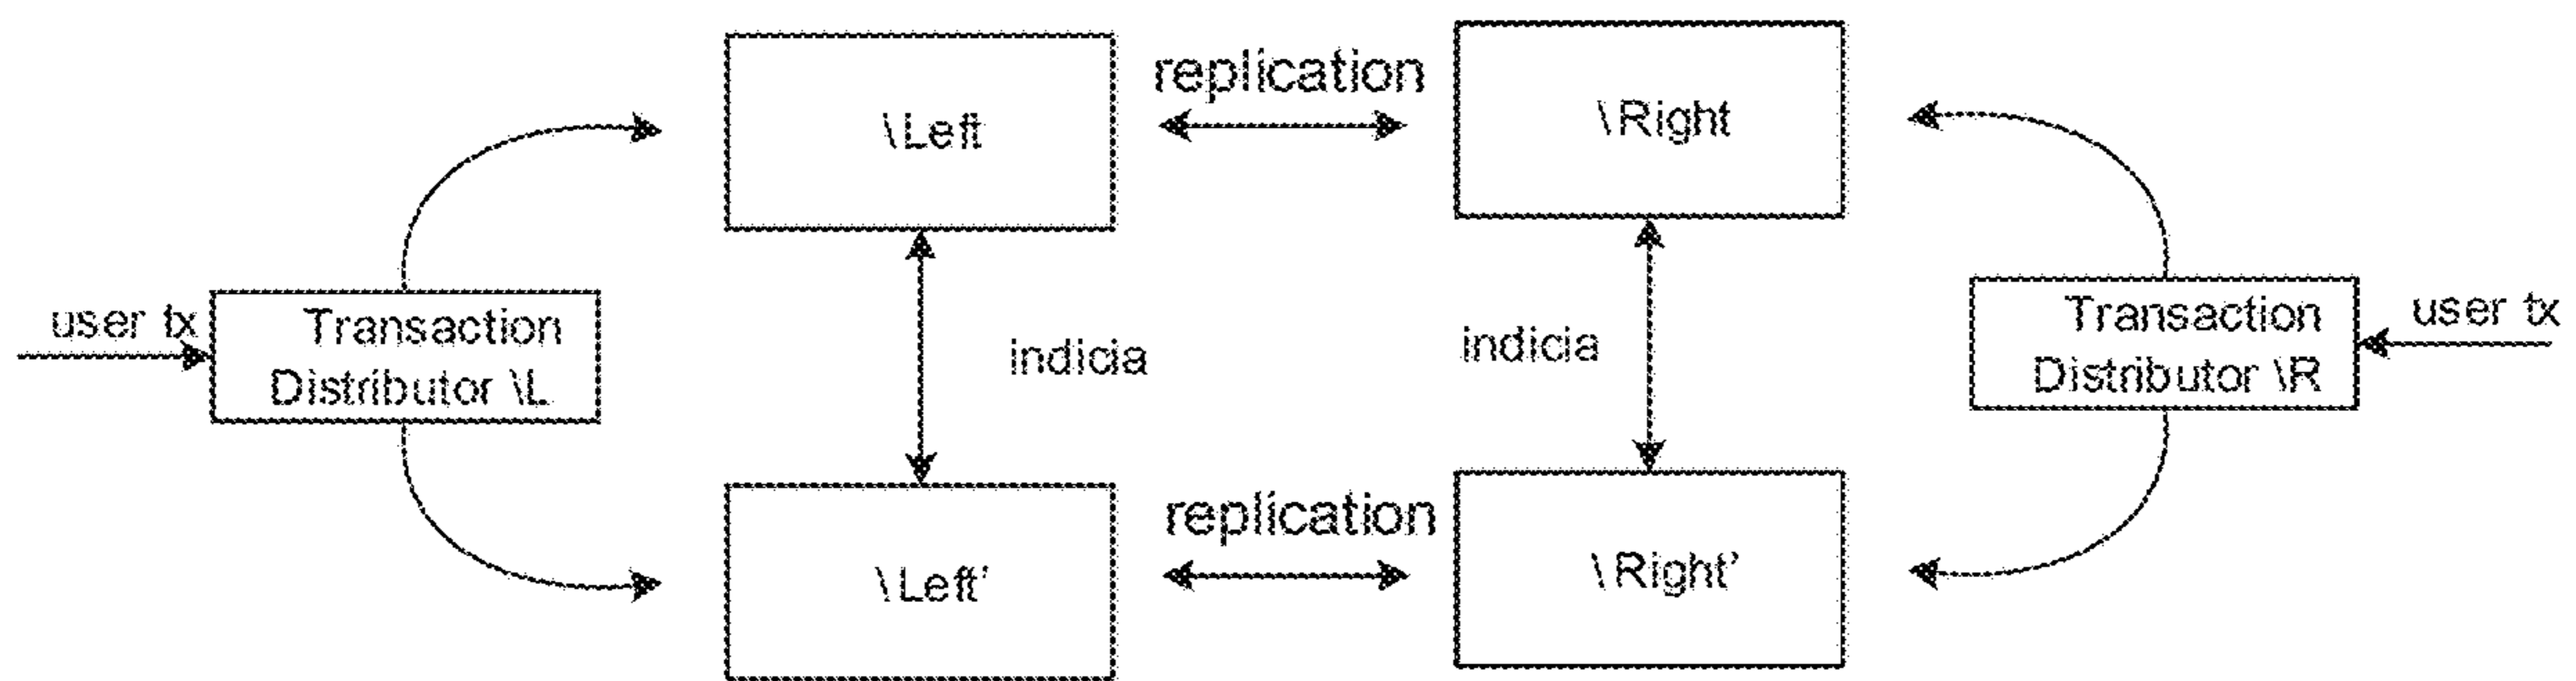 replication
\Left
\Right
user tx
Transaction
Distributor \L
indicia
indicia
Transaction
Distributor \R
user tx
replication
\Left'
\Right'